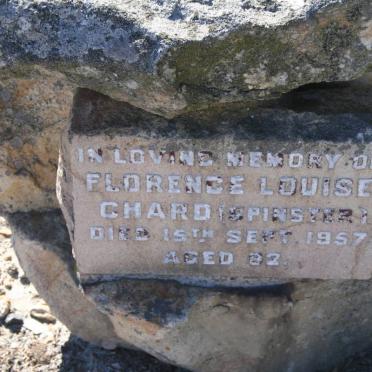 IN LOVING MEMORY OF
FLORENCE LOUISE
CHARD (SPINSTER),
DIED 15TH SEPT. 1957
AGED 82.